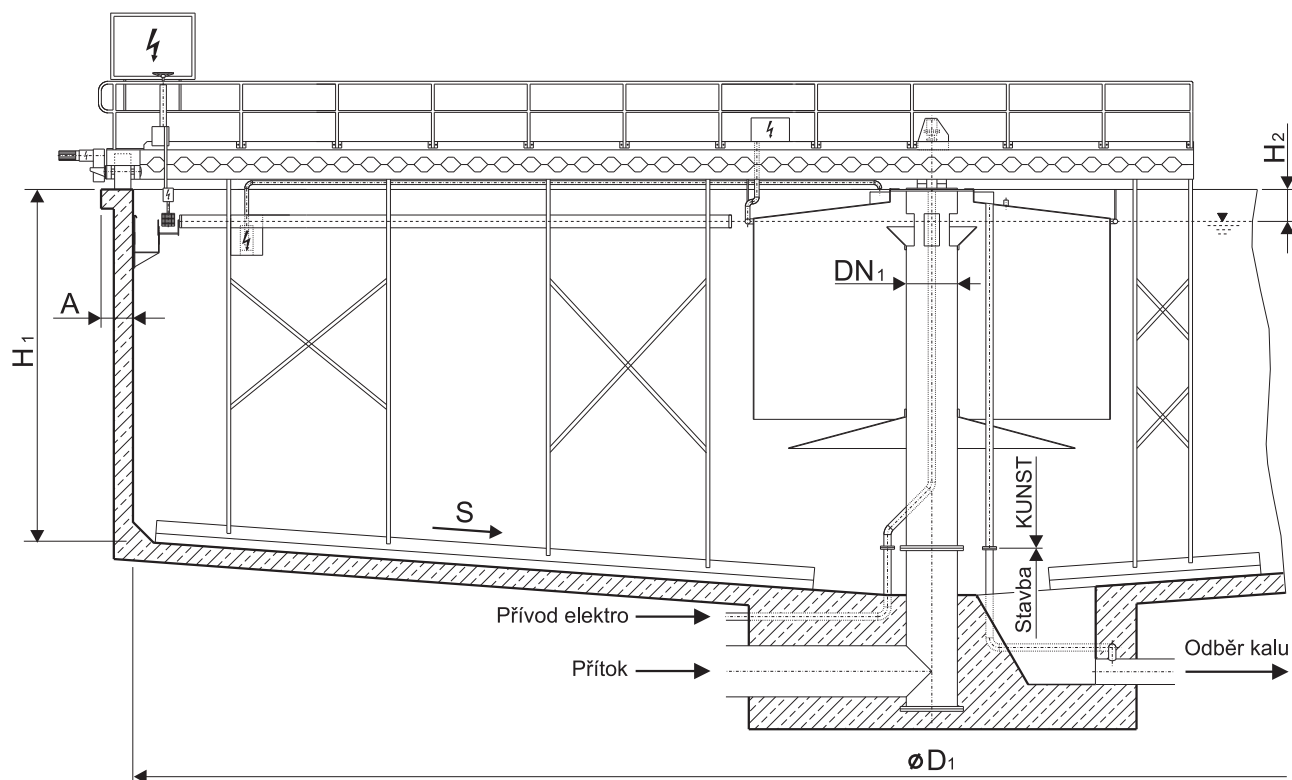 H2
DN1
A
H1
S
KUNST
Stavba
Přívod elektro
Přítok
Odběr kalu
øD1